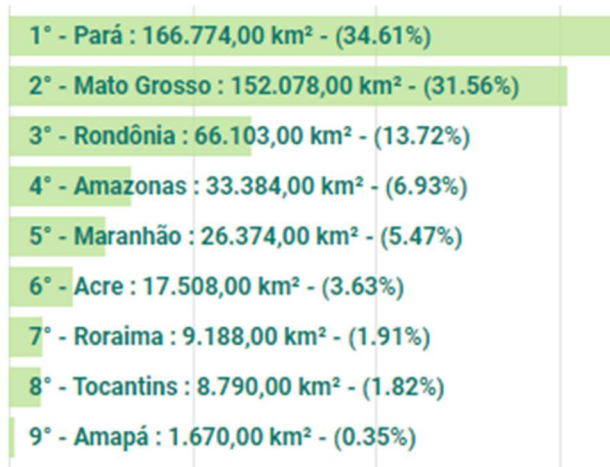 1° - Pará : 166.774,00 km² - (34.61%)
2° - Mato Grosso : 152.078,00 km² - (31.56%)
3° - Rondônia : 66.103,00 km² - (13.72%)
4° - Amazonas : 33.384,00 km² - (6.93%)
5° - Maranhão : 26.374,00 km² - (5.47%)
6° - Acre : 17.508,00 km² - (3.63%)
7° - Roraima : 9.188,00 km² - (1.91%)
8° - Tocantins : 8.790,00 km² - (1.82%)
9° - Amapá : 1.670,00 km² - (0.35%)